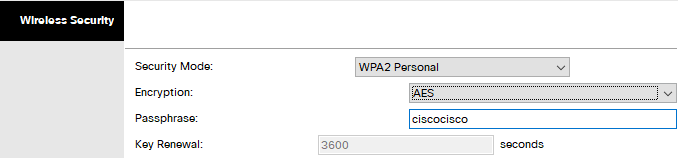 Wireless Security
Security Mode: WPA2 Personal
Encryption: AES
Passphrase: ciscocisco
Key Renewal: 3600 seconds